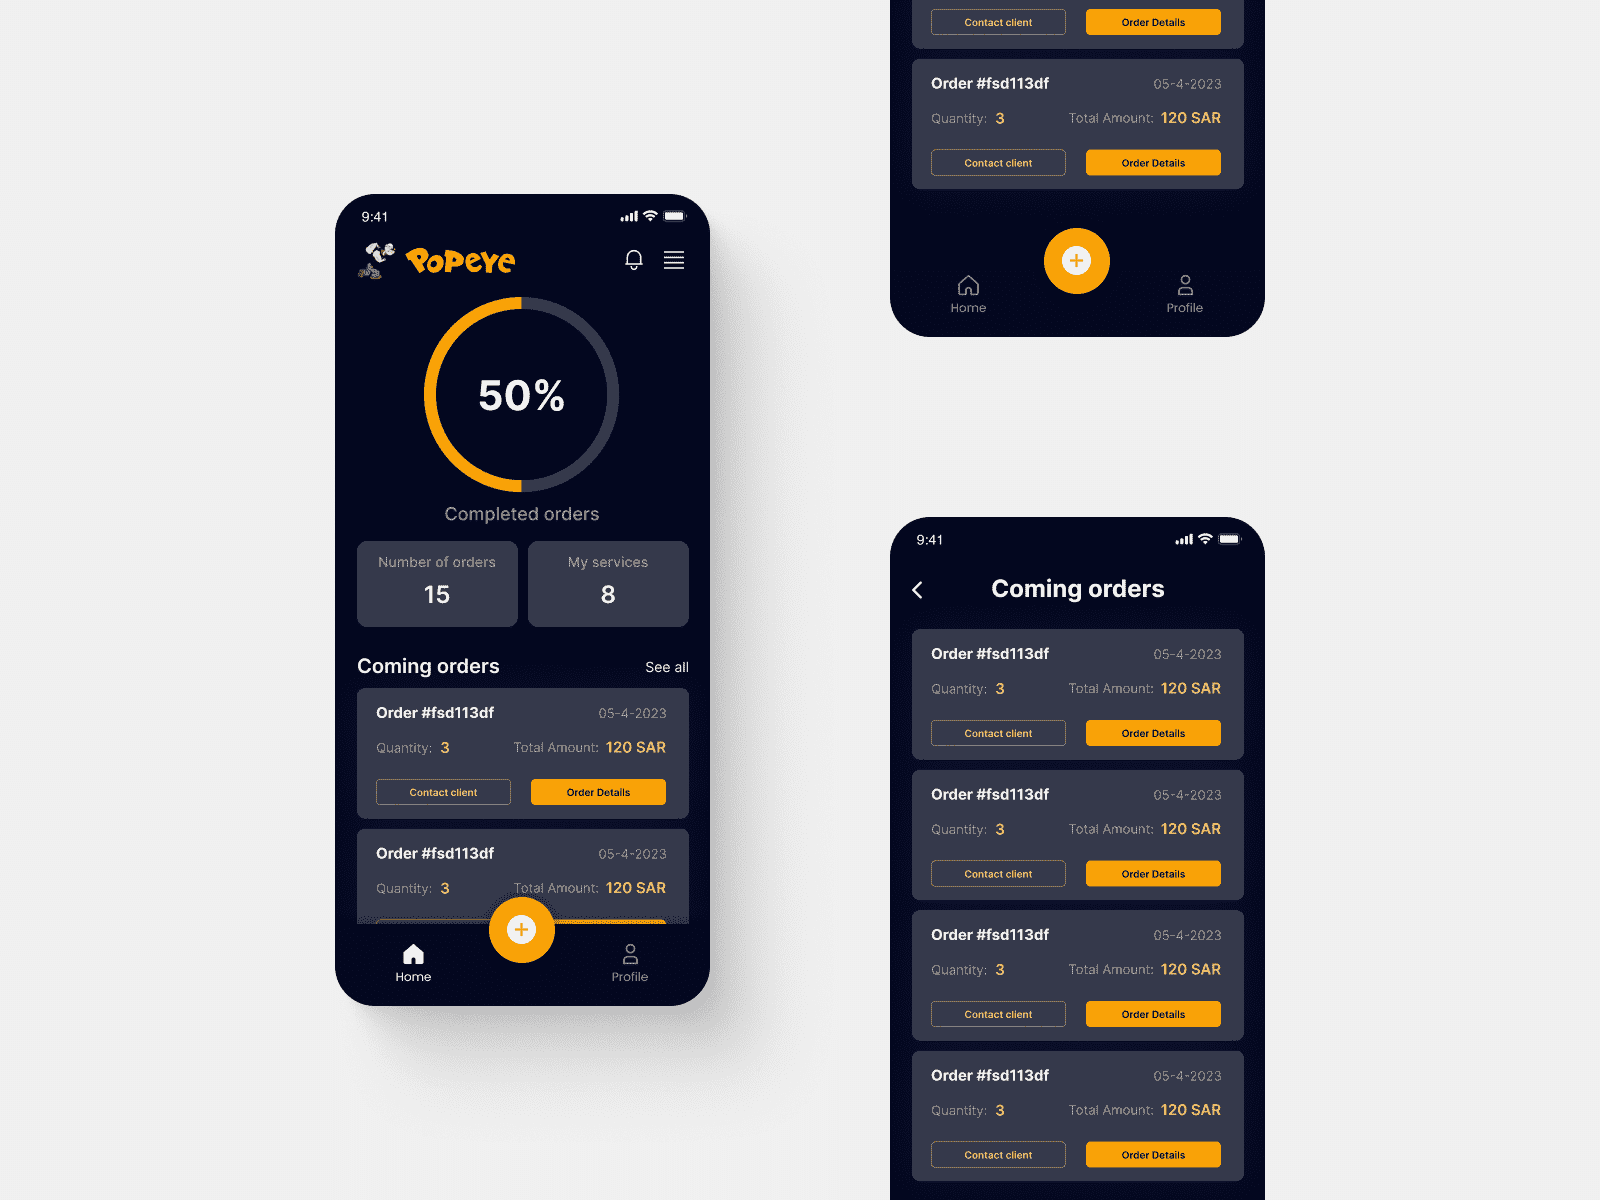 9:41
POPEYE
50%
Completed orders
Number of orders
15
My services
8
Coming orders
See all
Order #fsd113df
05-4-2023
Quantity: 3
Total Amount: 120 SAR
Contact client
Order Details
Order #fsd113df
05-4-2023
Quantity: 3
Total Amount: 120 SAR
Home
Profile
Contact client
Order Details
Order #fsd113df
05-4-2023
Quantity: 3
Total Amount: 120 SAR
Contact client
Order Details
Home
Profile
9:41
Coming orders
Order #fsd113df
05-4-2023
Quantity: 3
Total Amount: 120 SAR
Contact client
Order Details
Order #fsd113df
05-4-2023
Quantity: 3
Total Amount: 120 SAR
Contact client
Order Details
Order #fsd113df
05-4-2023
Quantity: 3
Total Amount: 120 SAR
Contact client
Order Details
Order #fsd113df
05-4-2023
Quantity: 3
Total Amount: 120 SAR
Contact client
Order Details